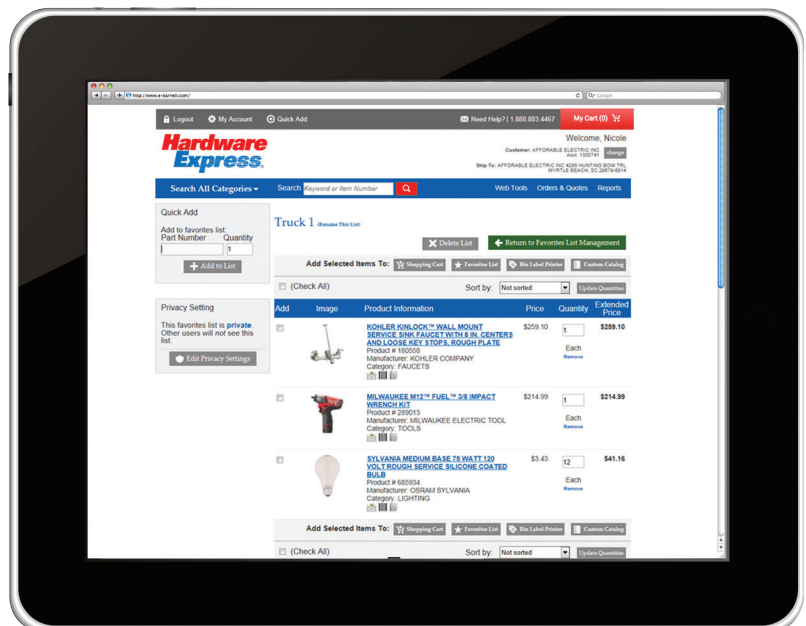 http://www.e-barnett.com/
Google
Logout My Account Quick Add Need Help? | 1.888.803.4467 My Cart (0)
Hardware
Express.
Welcome, Nicole
Customer: AFFORABLE ELECTRIC INC
Acct. 1300741 change
Ship To: AFFORABLE ELECTRIC INC 4295 HUNTING BOW TRL
MYRTLE BEACH, SC 29579-6914
Search All Categories Search Keyword or Item Number Web Tools Orders & Quotes Reports
Quick Add
Add to favorites list:
Part Number Quantity
1
Add to List
Privacy Setting
This favorites list is private.
Other users will not see this
list.
Edit Privacy Settings
Truck 1 (Rename This List)
Delete List Return to Favorites List Management
Add Selected Items To: Shopping Cart Favorites List Bin Label Printer Custom Catalog
(Check All) Sort by: Not sorted Update Quantities
Add Image Product Information Price Quantity Extended
Price
KOHLER KINLOCK™ WALL MOUNT $259.10 1 $259.10
SERVICE SINK FAUCET WITH 8 IN. CENTERS
AND LOOSE KEY STOPS, ROUGH PLATE
Product # 180558 Each
Manufacturer: KOHLER COMPANY Remove
Category: FAUCETS
MILWAUKEE M12™ FUEL™ 3/8 IMPACT $214.99 1 $214.99
WRENCH KIT
Product # 289013 Each
Manufacturer: MILWAUKEE ELECTRIC TOOL Remove
Category: TOOLS
SYLVANIA MEDIUM BASE 75 WATT 120 $3.43 12 $41.16
VOLT ROUGH SERVICE SILICONE COATED
BULB
Product # 685934 Each
Manufacturer: OSRAM SYLVANIA Remove
Category: LIGHTING
Add Selected Items To: Shopping Cart Favorites List Bin Label Printer Custom Catalog
(Check All) Sort by: Not sorted Update Quantities